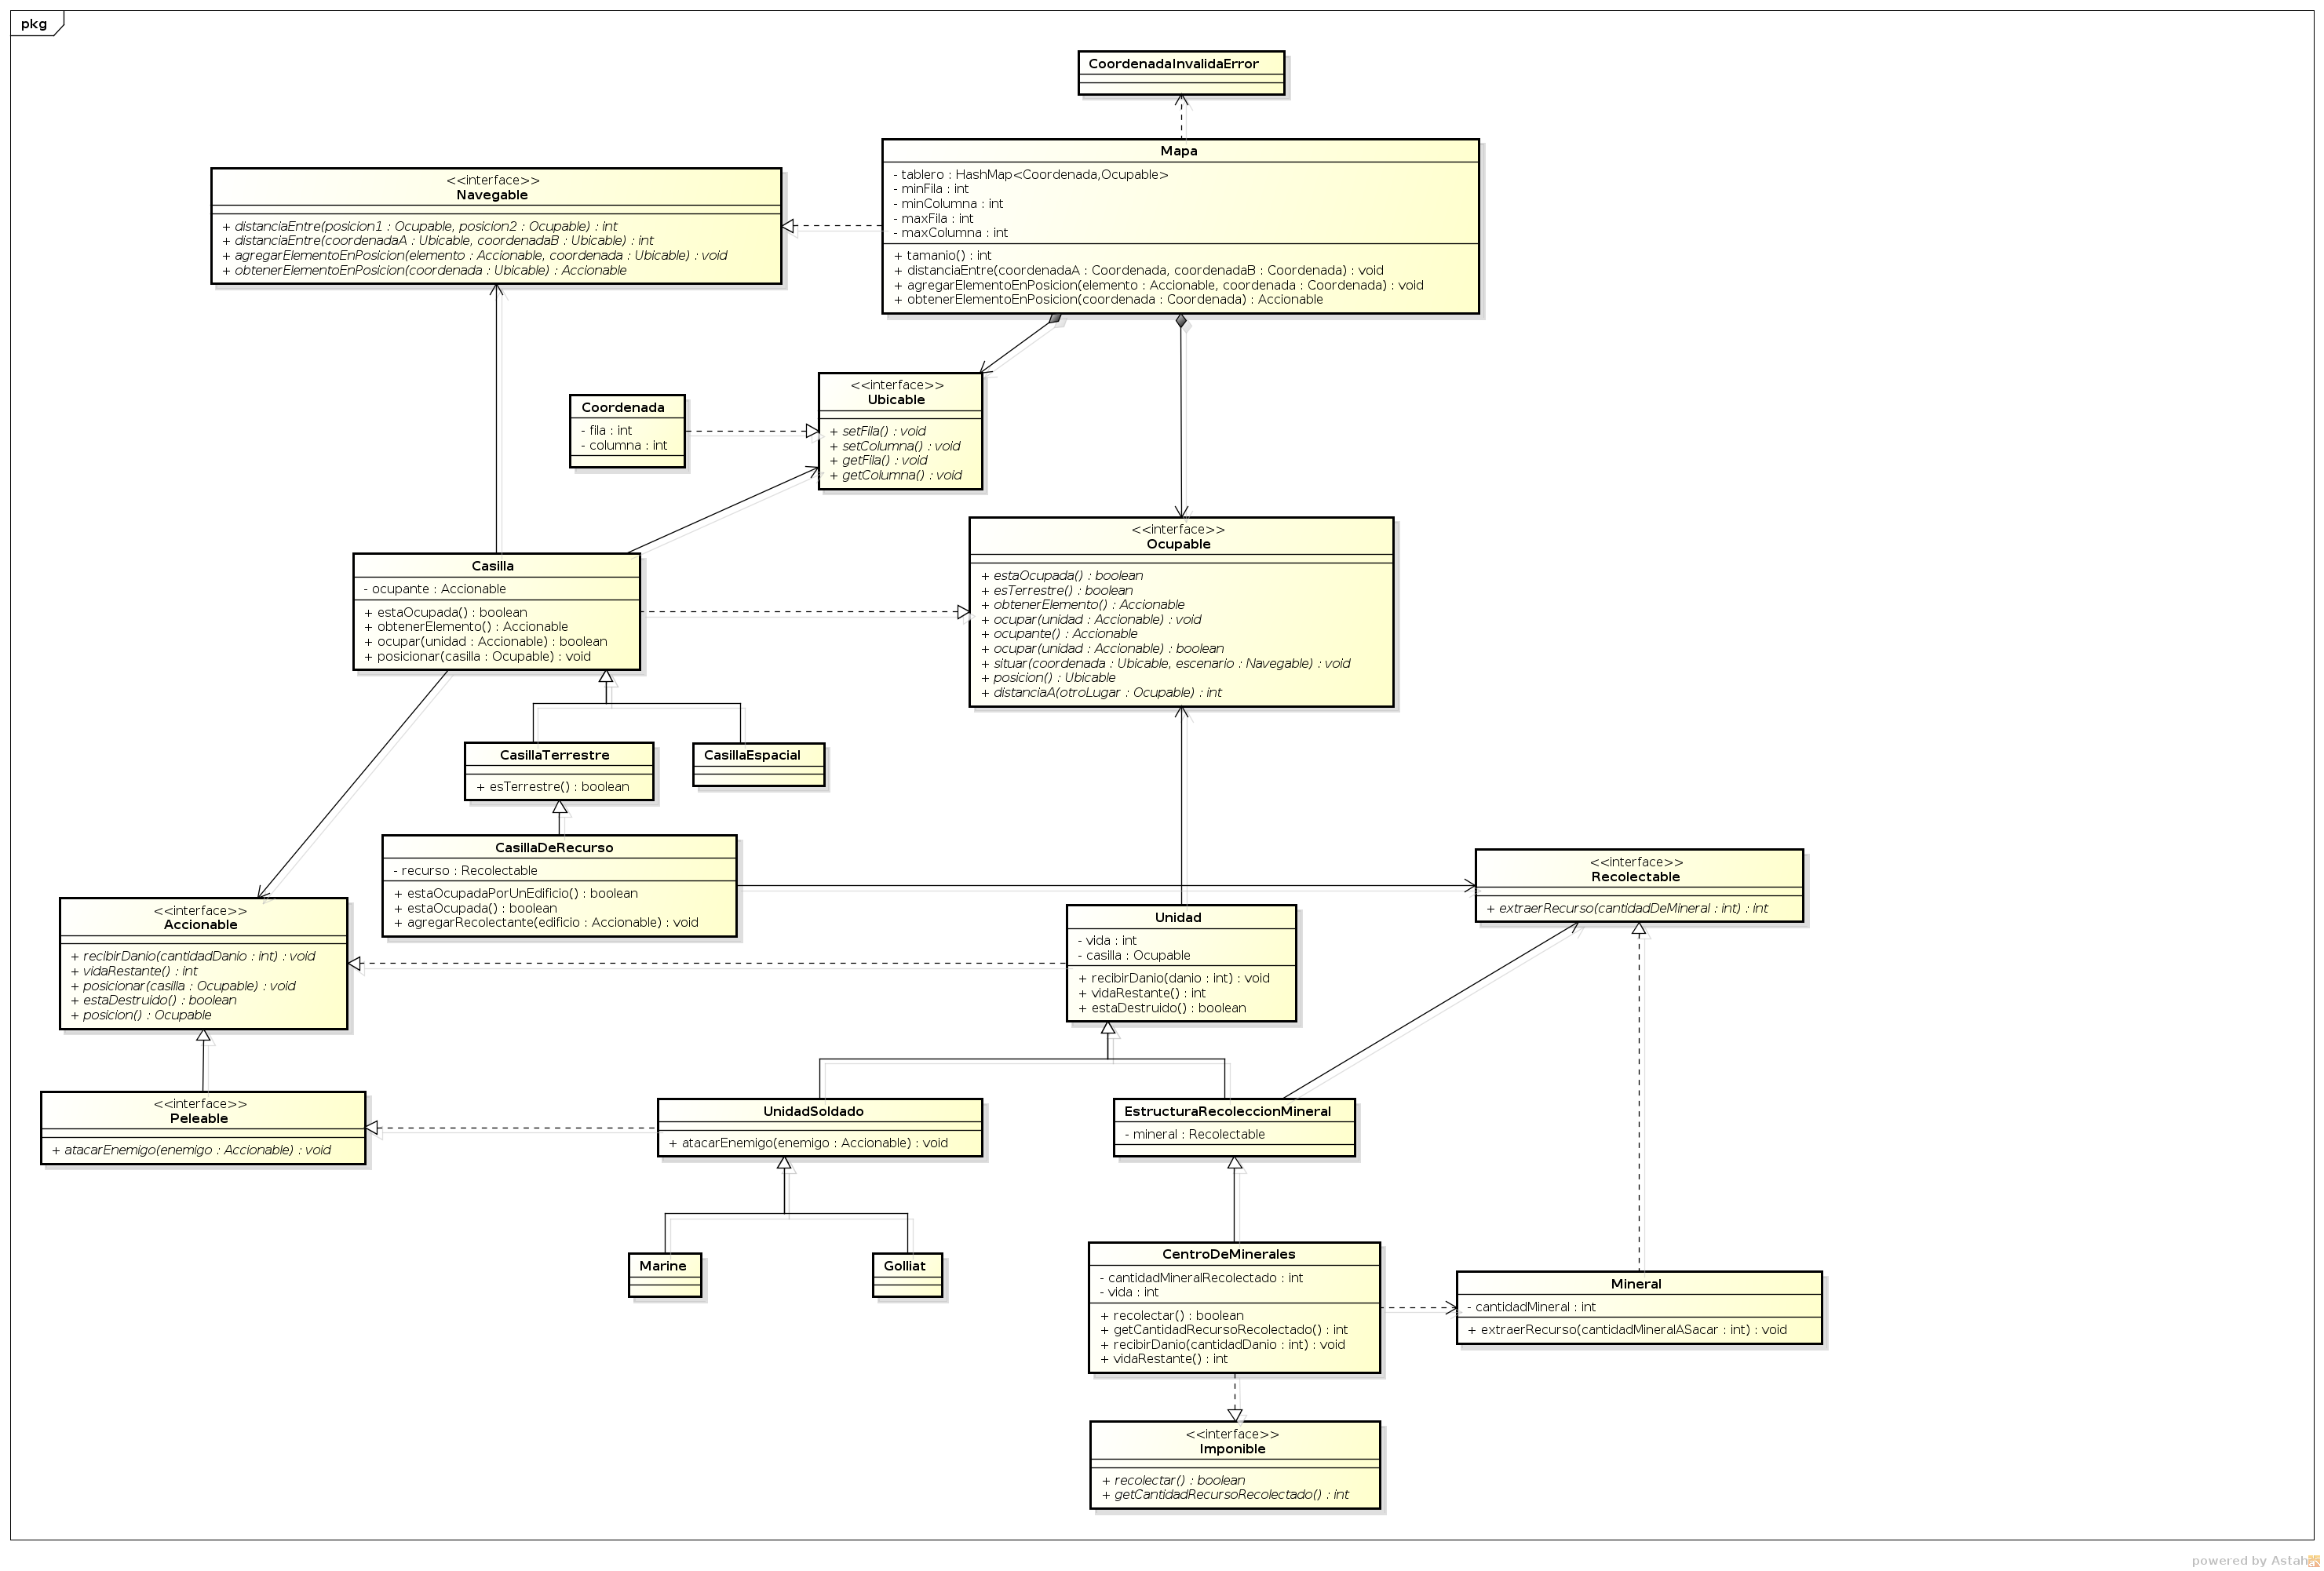 pkg
CoordenadaInvalidaError
Mapa
- tablero : HashMap<Coordenada,Ocupable>
- minFila : int
- minColumna : int
- maxFila : int
- maxColumna : int
+ tamanio() : int
+ distanciaEntre(coordenadaA : Coordenada, coordenadaB : Coordenada) : void
+ agregarElementoEnPosicion(elemento : Accionable, coordenada : Coordenada) : void
+ obtenerElementoEnPosicion(coordenada : Coordenada) : Accionable
<<interface>>
Navegable
+ distanciaEntre(posicion1 : Ocupable, posicion2 : Ocupable) : int
+ distanciaEntre(coordenadaA : Ubicable, coordenadaB : Ubicable) : int
+ agregarElementoEnPosicion(elemento : Accionable, coordenada : Ubicable) : void
+ obtenerElementoEnPosicion(coordenada : Ubicable) : Accionable
Coordenada
- fila : int
- columna : int
<<interface>>
Ubicable
+ setFila() : void
+ setColumna() : void
+ getFila() : void
+ getColumna() : void
Casilla
- ocupante : Accionable
+ estaOcupada() : boolean
+ obtenerElemento() : Accionable
+ ocupar(unidad : Accionable) : boolean
+ posicionar(casilla : Ocupable) : void
<<interface>>
Ocupable
+ estaOcupada() : boolean
+ esTerrestre() : boolean
+ obtenerElemento() : Accionable
+ ocupar(unidad : Accionable) : void
+ ocupante() : Accionable
+ ocupar(unidad : Accionable) : boolean
+ situar(coordenada : Ubicable, escenario : Navegable) : void
+ posicion() : Ubicable
+ distanciaA(otroLugar : Ocupable) : int
CasillaTerrestre
+ esTerrestre() : boolean
CasillaEspacial
CasillaDeRecurso
- recurso : Recolectable
+ estaOcupadaPorUnEdificio() : boolean
+ estaOcupada() : boolean
+ agregarRecolectante(edificio : Accionable) : void
<<interface>>
Recolectable
+ extraerRecurso(cantidadDeMineral : int) : int
<<interface>>
Accionable
+ recibirDanio(cantidadDanio : int) : void
+ vidaRestante() : int
+ posicionar(casilla : Ocupable) : void
+ estaDestruido() : boolean
+ posicion() : Ocupable
Unidad
- vida : int
- casilla : Ocupable
+ recibirDanio(danio : int) : void
+ vidaRestante() : int
+ estaDestruido() : boolean
<<interface>>
Peleable
+ atacarEnemigo(enemigo : Accionable) : void
UnidadSoldado
+ atacarEnemigo(enemigo : Accionable) : void
EstructuraRecoleccionMineral
- mineral : Recolectable
Marine
Golliat
CentroDeMinerales
- cantidadMineralRecolectado : int
- vida : int
+ recolectar() : boolean
+ getCantidadRecursoRecolectado() : int
+ recibirDanio(cantidadDanio : int) : void
+ vidaRestante() : int
Mineral
- cantidadMineral : int
+ extraerRecurso(cantidadMineralASacar : int) : void
<<interface>>
Imponible
+ recolectar() : boolean
+ getCantidadRecursoRecolectado() : int
powered by Astah